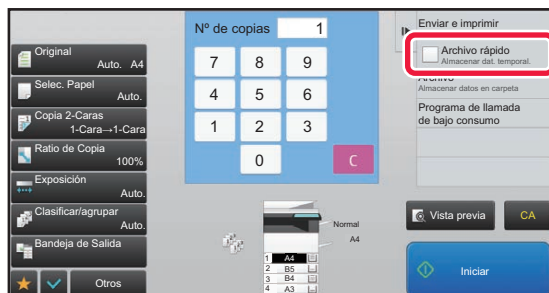 Original
Auto. A4
Selec. Papel
Auto.
Copia 2-Caras
1-Cara→1-Cara
Ratio de Copia
100%
Exposición
Auto.
Clasificar/agrupar
Auto.
Bandeja de Salida
Otros
Nº de copias 1
7 8 9
4 5 6
1 2 3
0 C
Normal
A4
1 A4
2 B5
3 B4
4 A3
Enviar e imprimir
Archivo rápido
Almacenar dat. temporal.
Archivo
Almacenar datos en carpeta
Programa de llamada
de bajo consumo
Vista previa
CA
Iniciar